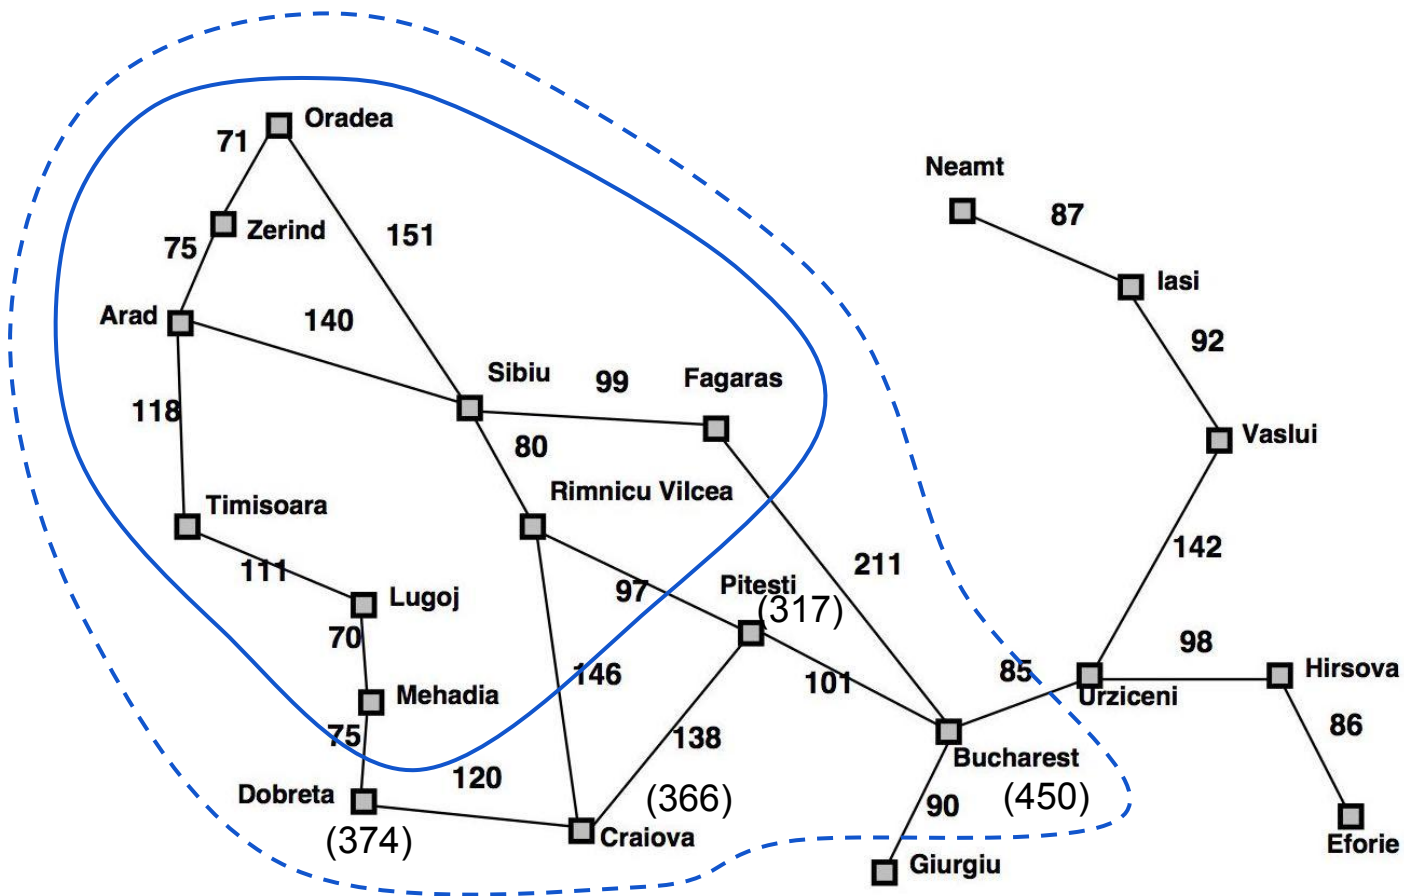 Oradea
71
Neamt
87
Zerind
151
75
Iasi
Arad
140
92
Sibiu
99
Fagaras
118
80
Vaslui
Rimnicu Vilcea
Timisoara
142
111
211
97
Pitesti
(317)
Lugoj
70
98
85
Hirsova
146
101
Urziceni
Mehadia
86
75
138
Bucharest
120
Dobreta
(366)
(450)
90
(374)
Craiova
Eforie
Giurgiu